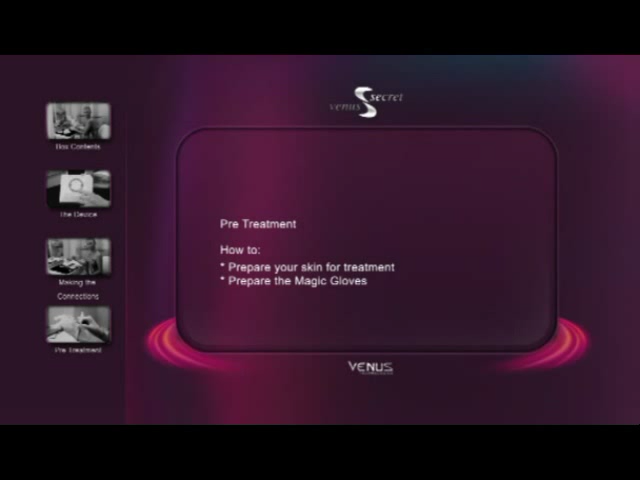 secret
venus
Box Contents
The Device
Making the
Connections
Pre Treatment
Pre Treatment
How to:
* Prepare your skin for treatment
* Prepare the Magic Gloves
VENUS